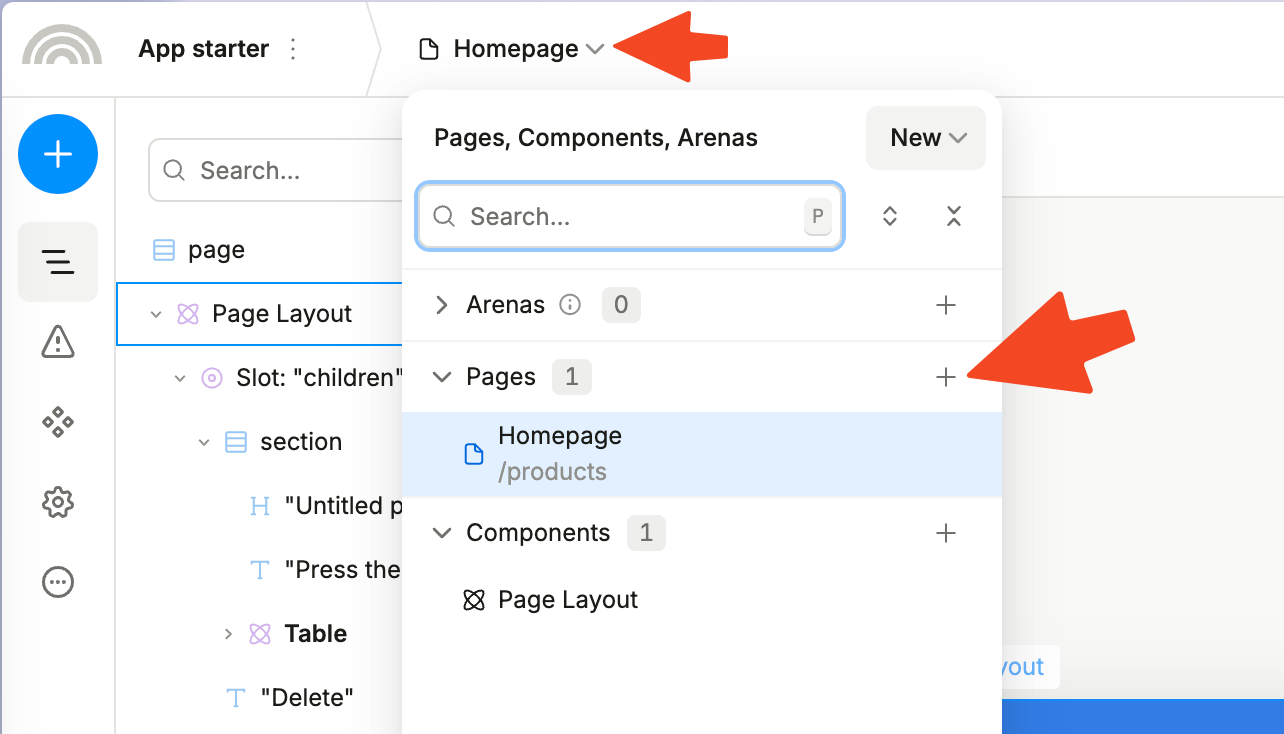 App starter
Homepage
Pages, Components, Arenas
New
Search...
Search...
P
page
Arenas 0
Page Layout
Pages 1
Slot: "children"
Homepage
/products
section
"Untitled p
Components 1
"Press the
Page Layout
Table
yout
"Delete"